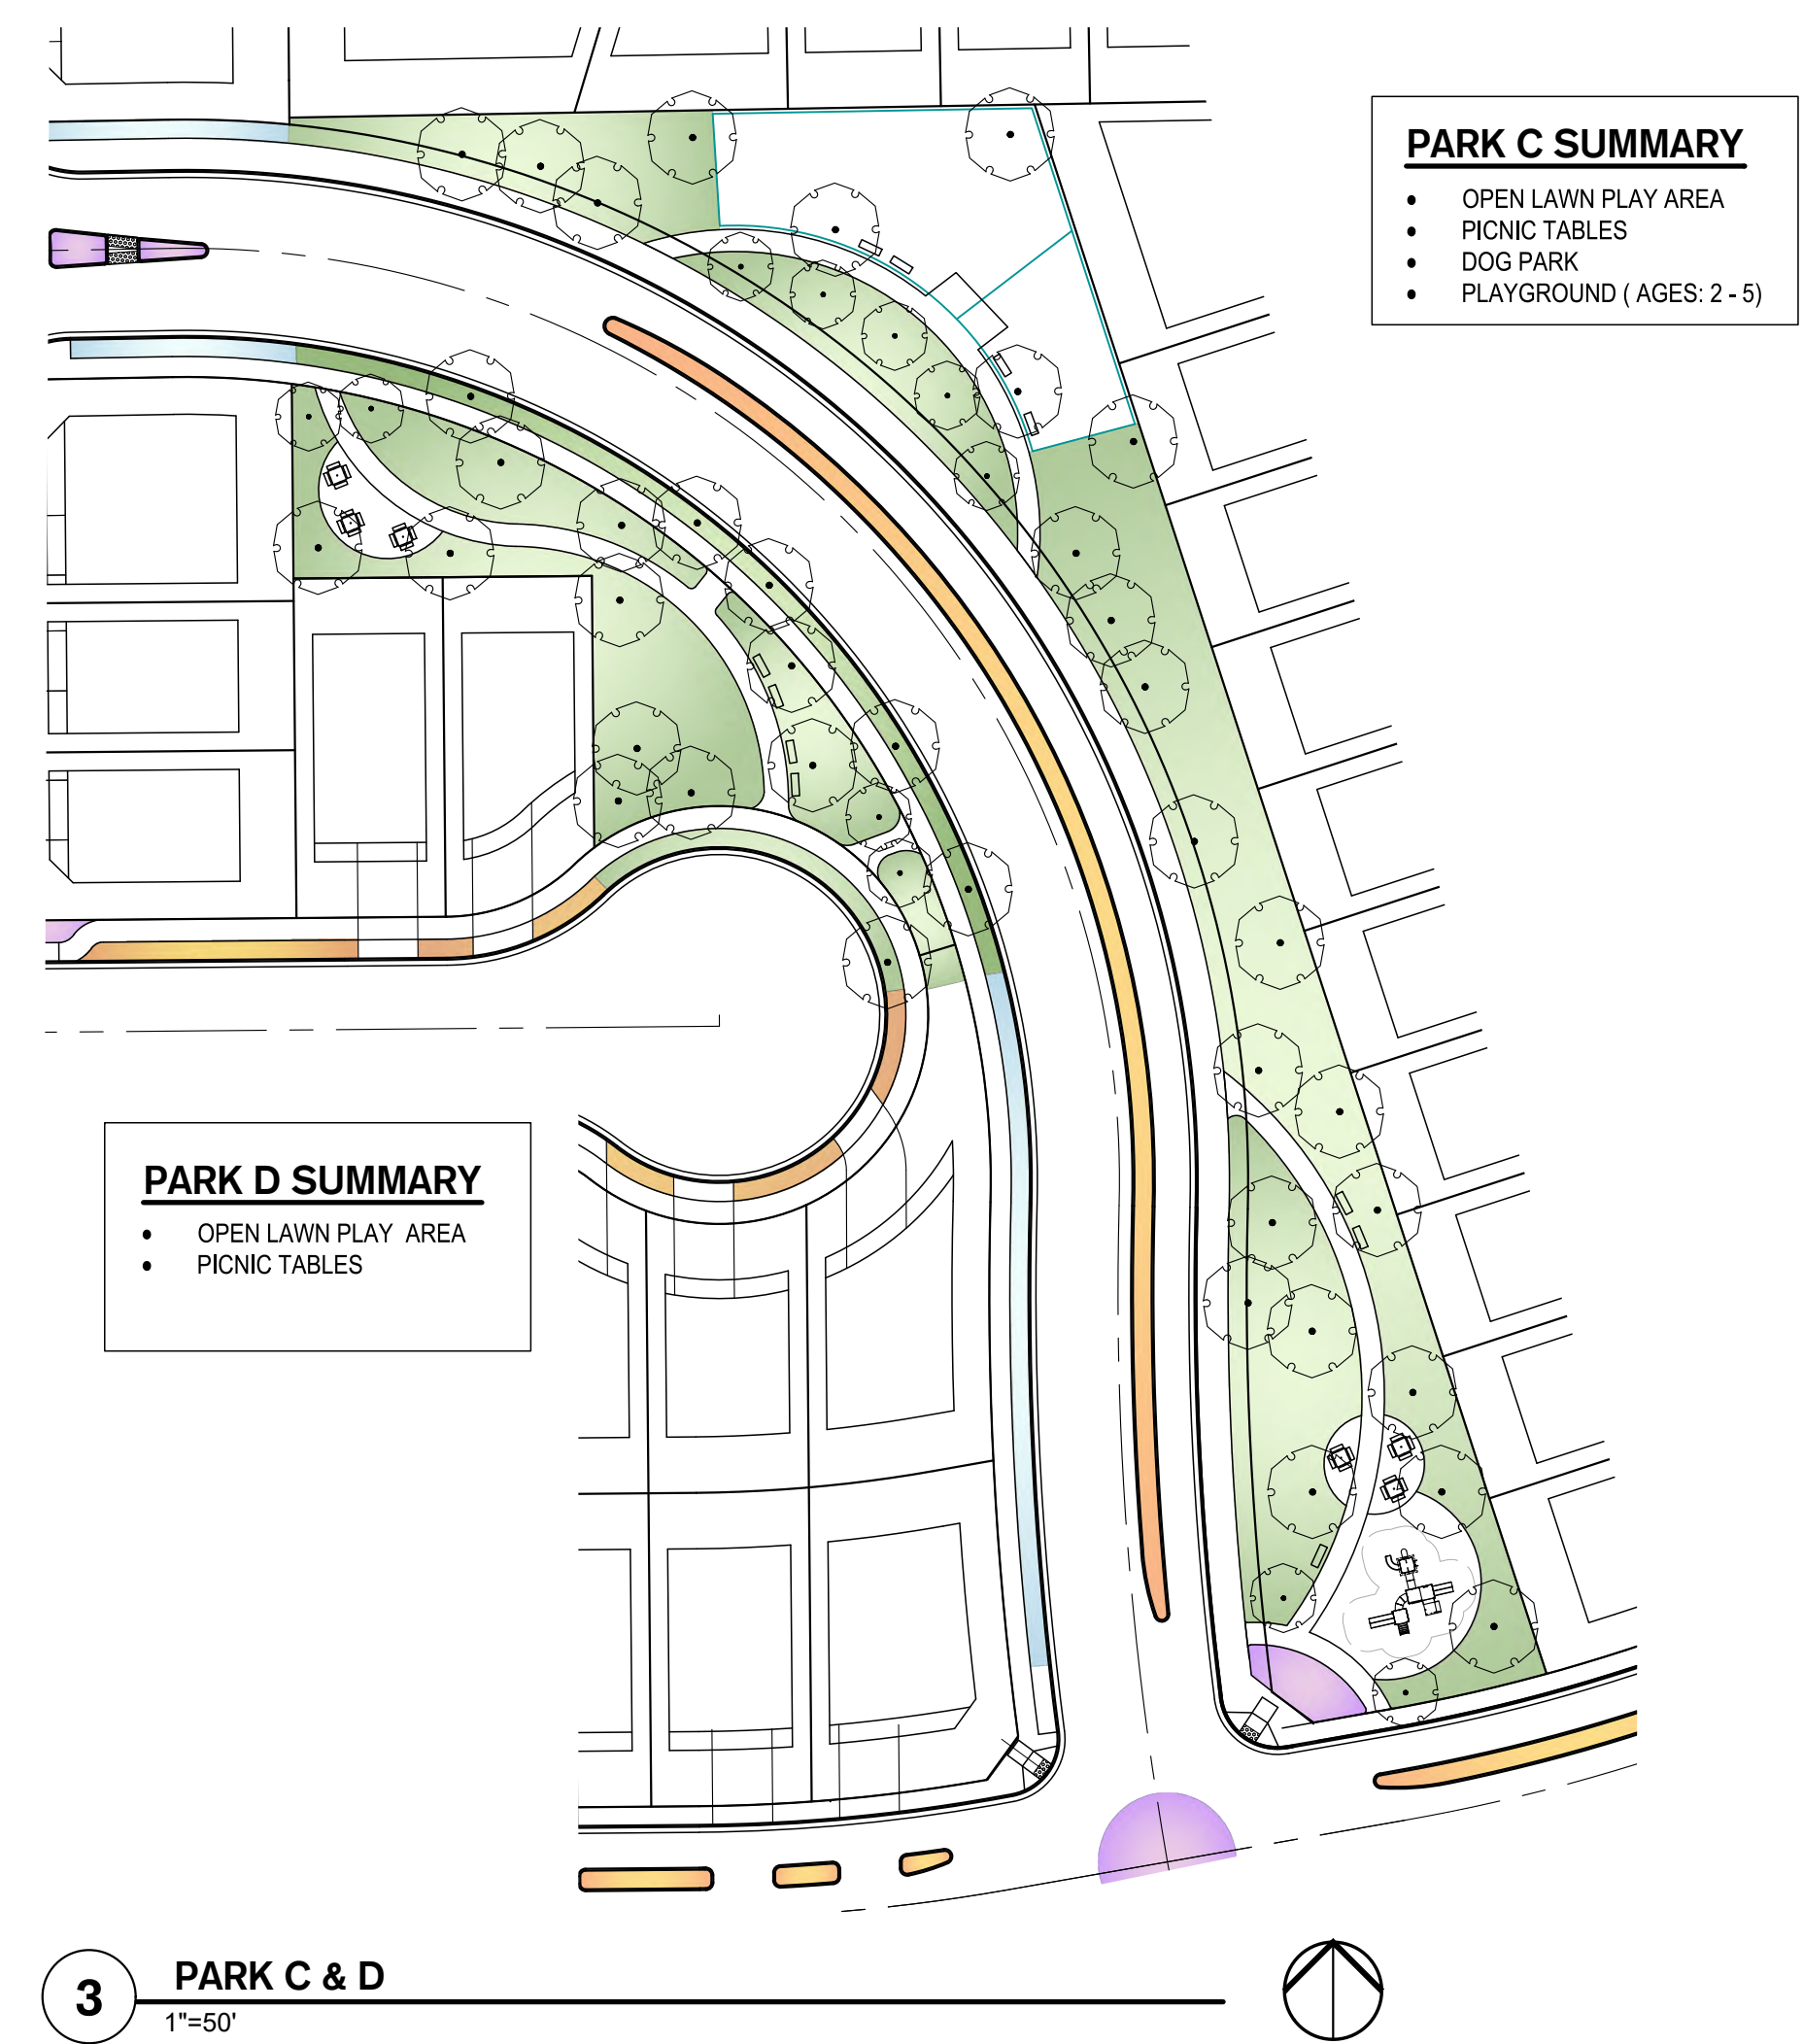 PARK C SUMMARY
• OPEN LAWN PLAY AREA
• PICNIC TABLES
• DOG PARK
• PLAYGROUND ( AGES: 2 - 5)
PARK D SUMMARY
• OPEN LAWN PLAY AREA
• PICNIC TABLES
3
PARK C & D
1"=50'